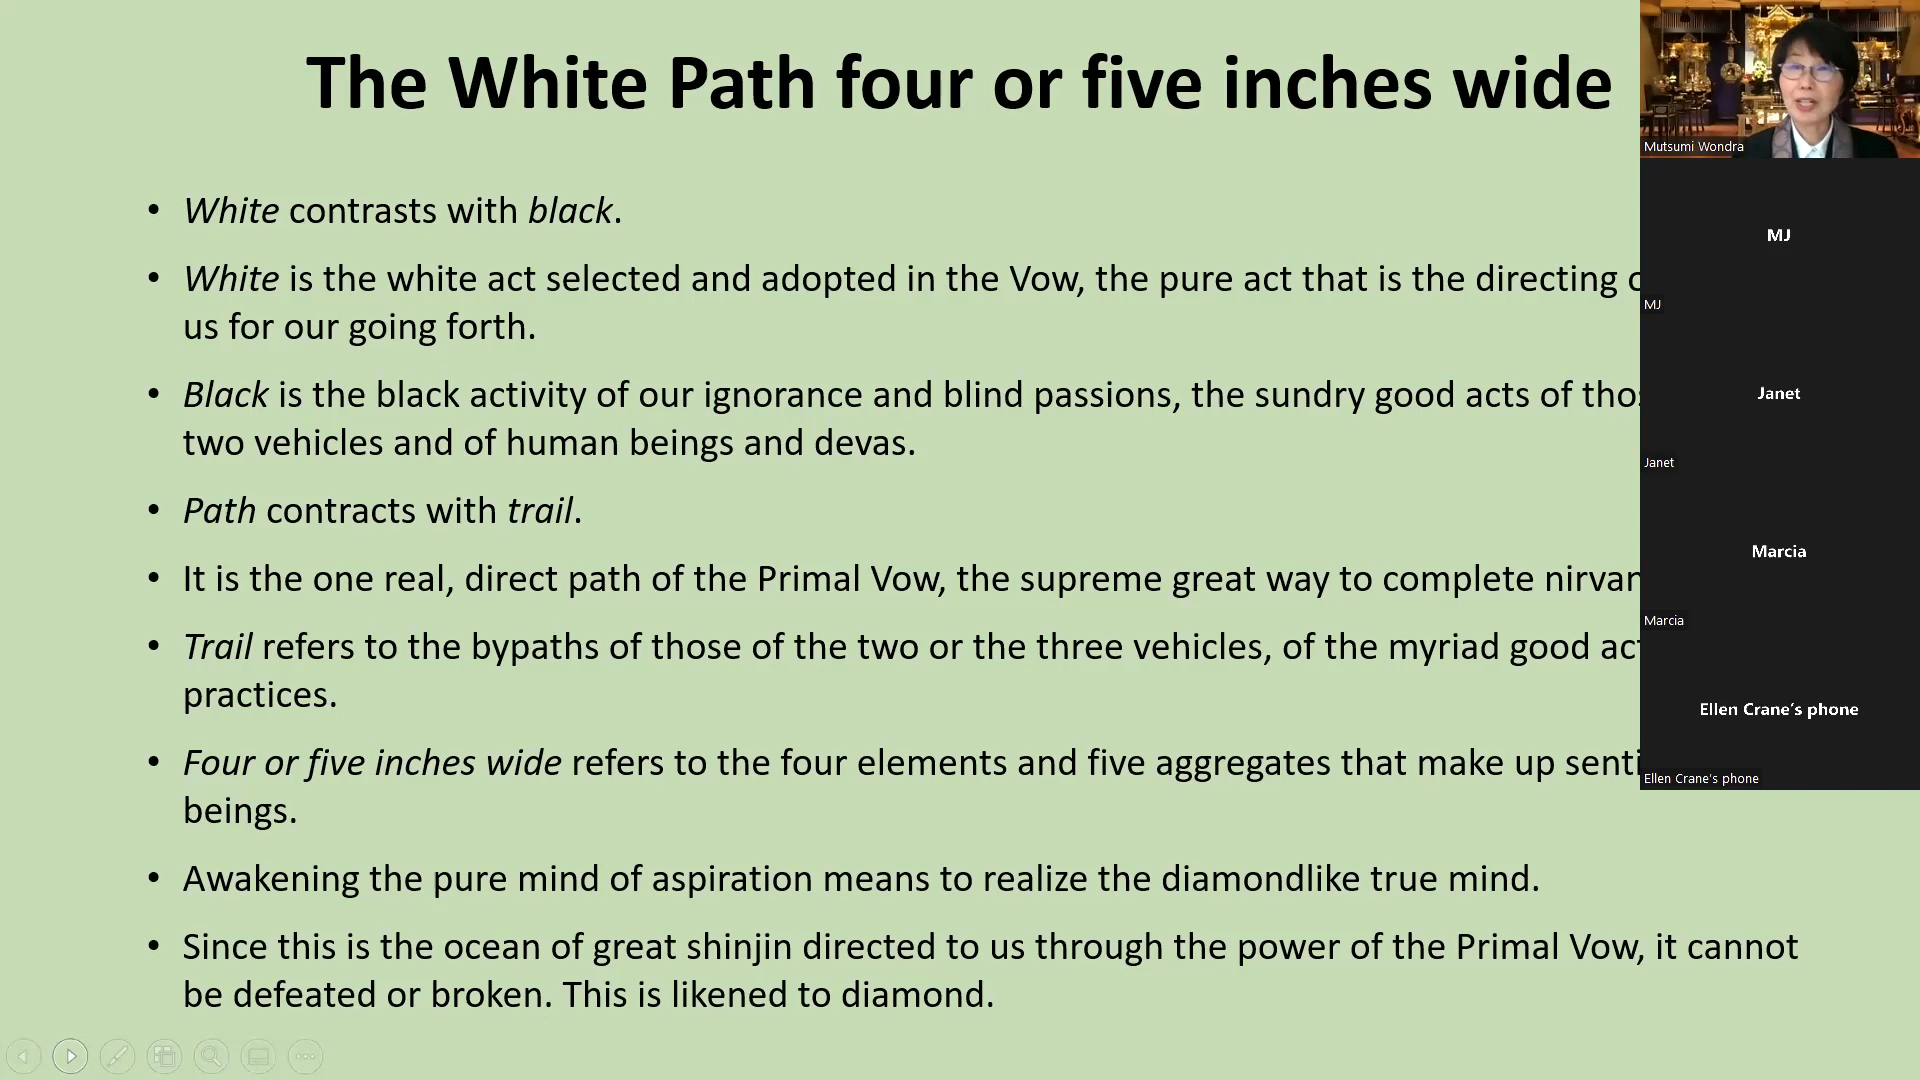 The White Path four or five inches wide
• White contrasts with black.
• White is the white act selected and adopted in the Vow, the pure act that is the directing
us for our going forth.
• Black is the black activity of our ignorance and blind passions, the sundry good acts of
two vehicles and of human beings and devas.
• Path contracts with trail.
• It is the one real, direct path of the Primal Vow, the supreme great way to complete
• Trail refers to the bypaths of those of the two or the three vehicles, of the myriad good
practices.
• Four or five inches wide refers to the four elements and five aggregates that make up
beings.
• Awakening the pure mind of aspiration means to realize the diamondlike true mind.
• Since this is the ocean of great shinjin directed to us through the power of the Primal Vow, it cannot
be defeated or broken. This is likened to diamond.
Mutsumi Wondra
MJ
MJ
Janet
Janet
Marcia
Marcia
Ellen Crane's phone
Ellen Crane's phone